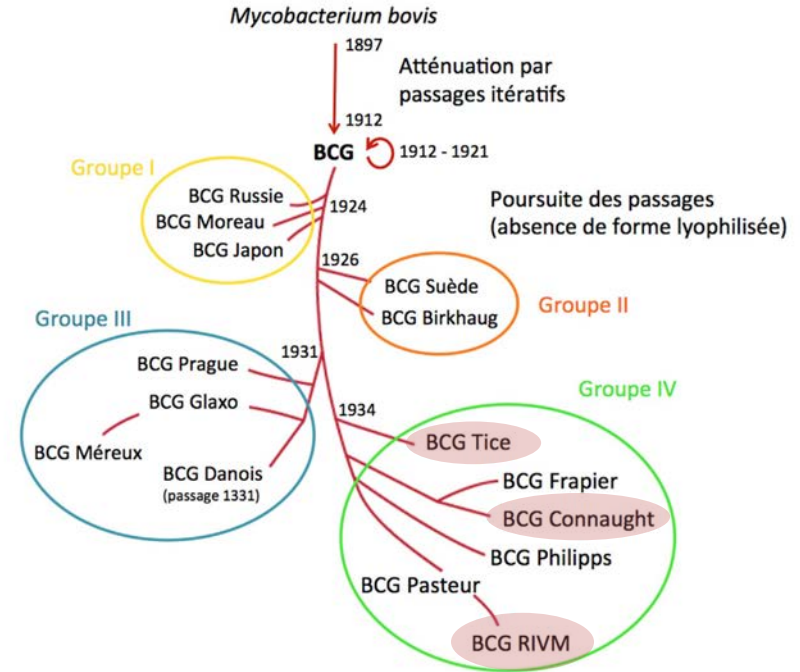 Mycobacterium bovis
1897
Atténuation par
passages itératifs
1912
BCG
1912 - 1921
Groupe I
BCG Russie
BCG Moreau
BCG Japon
1924
Poursuite des passages
(absence de forme lyophilisée)
1926
BCG Suède
BCG Birkhaug
Groupe II
Groupe III
1931
BCG Prague
BCG Glaxo
BCG Méreux
BCG Danois
(passage 1331)
Groupe IV
1934
BCG Tice
BCG Frapier
BCG Connaught
BCG Philipps
BCG Pasteur
BCG RIVM